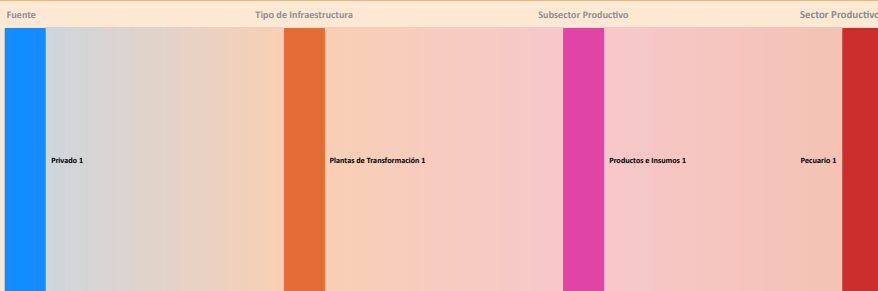 Fuente
Tipo de Infraestructura
Subsector Productivo
Sector Productivo
Privado 1
Plantas de Transformación 1
Productos e Insumos 1
Pecuario 1